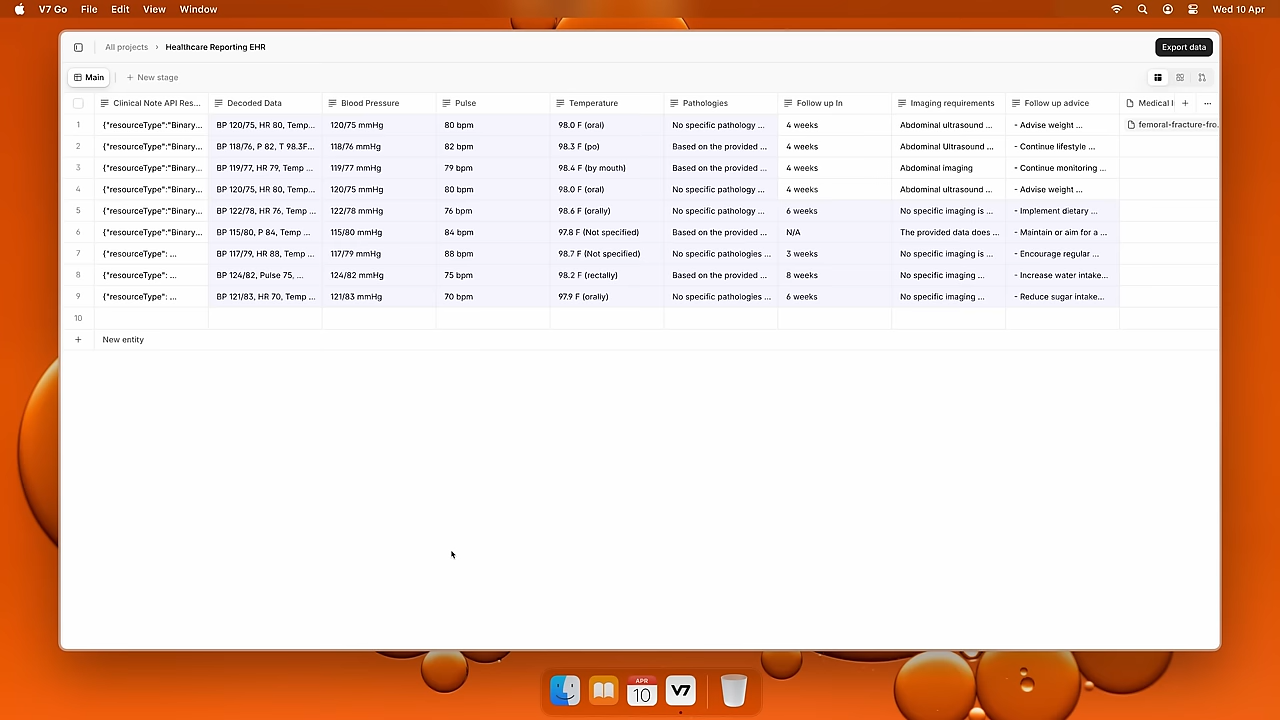 V7 Go File Edit View Window Wed 10 Apr
All projects › Healthcare Reporting EHR Export data
Main + New stage
Clinical Note API Res... Decoded Data Blood Pressure Pulse Temperature Pathologies Follow up In Imaging requirements Follow up advice Medical I + ...
1 {"resourceType":"Binary... BP 120/75, HR 80, Temp... 120/75 mmHg 80 bpm 98.0 F (oral) No specific pathology ... 4 weeks Abdominal ultrasound ... - Advise weight ... femoral-fracture-fro.
2 {"resourceType":"Binary... BP 118/76, P 82, T 98.3F... 118/76 mmHg 82 bpm 98.3 F (po) Based on the provided ... 4 weeks Abdominal Ultrasound ... - Continue lifestyle ...
3 {"resourceType":"Binary... BP 119/77, HR 79, Temp ... 119/77 mmHg 79 bpm 98.4 F (by mouth) Based on the provided ... 4 weeks Abdominal imaging - Continue monitoring ...
4 {"resourceType":"Binary... BP 120/75, HR 80, Temp... 120/75 mmHg 80 bpm 98.0 F (oral) No specific pathology ... 4 weeks Abdominal ultrasound ... - Advise weight ...
5 {"resourceType":"Binary... BP 122/78, HR 76, Temp ... 122/78 mmHg 76 bpm 98.6 F (orally) No specific pathology ... 6 weeks No specific imaging is ... - Implement dietary ...
6 {"resourceType":"Binary... BP 115/80, P 84, Temp ... 115/80 mmHg 84 bpm 97.8 F (Not specified) Based on the provided ... N/A The provided data does ... - Maintain or aim for a ...
7 {"resourceType": ... BP 117/79, HR 88, Temp ... 117/79 mmHg 88 bpm 98.7 F (Not specified) No specific pathologies ... 3 weeks No specific imaging is ... - Encourage regular ...
8 {"resourceType": ... BP 124/82, Pulse 75, ... 124/82 mmHg 75 bpm 98.2 F (rectally) Based on the provided ... 8 weeks No specific imaging ... - Increase water intake...
9 {"resourceType": ... BP 121/83, HR 70, Temp ... 121/83 mmHg 70 bpm 97.9 F (orally) No specific pathologies ... 6 weeks No specific imaging ... - Reduce sugar intake...
10
+ New entity
APR
10
V7